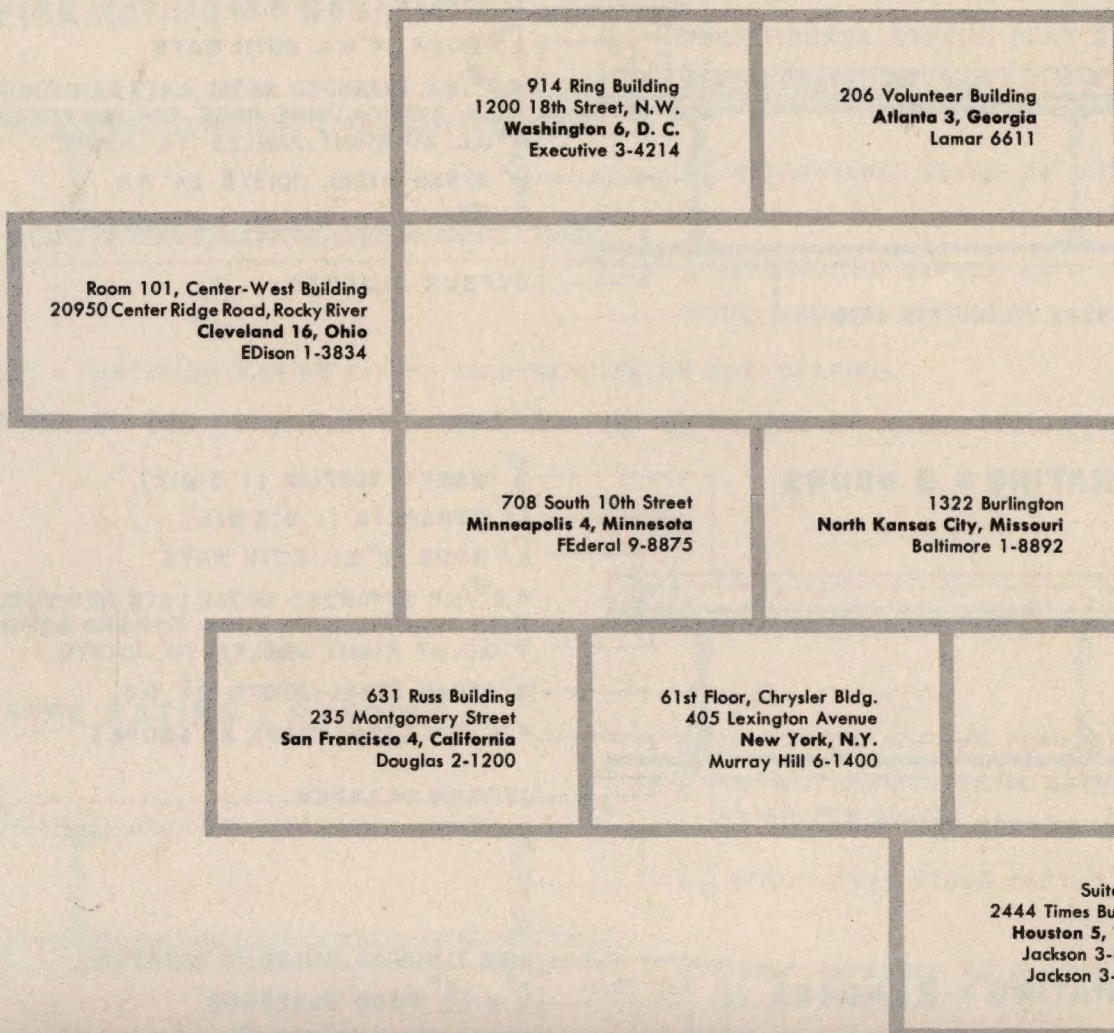 914 Ring Building
1200 18th Street, N.W.
Washington 6, D. C.
Executive 3-4214
206 Volunteer Building
Atlanta 3, Georgia
Lamar 6611
Room 101, Center-West Building
20950 Center Ridge Road, Rocky River
Cleveland 16, Ohio
EDison 1-3834
708 South 10th Street
Minneapolis 4, Minnesota
FEderal 9-8875
1322 Burlington
North Kansas City, Missouri
Baltimore 1-8892
631 Russ Building
235 Montgomery Street
San Francisco 4, California
Douglas 2-1200
61st Floor, Chrysler Bldg.
405 Lexington Avenue
New York, N.Y.
Murray Hill 6-1400
2444 Times
Houston 5,
Jackson 3-
Jackson 3-